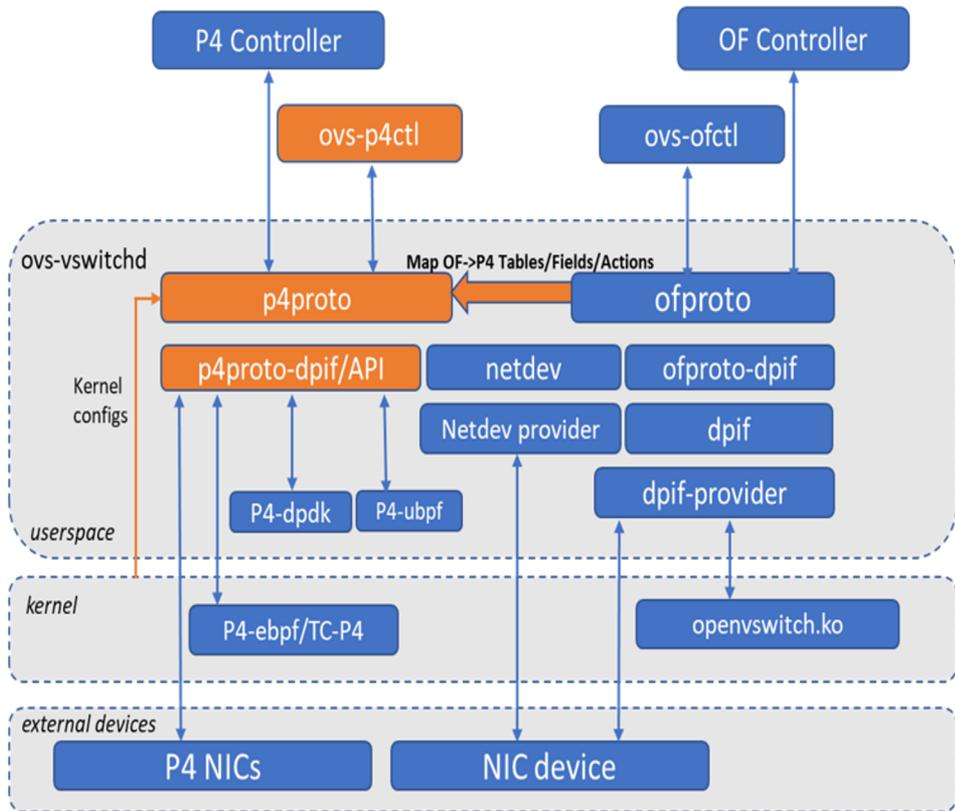 P4 Controller
OF Controller
ovs-p4ctl
ovs-ofctl
ovs-vswitchd
Map OF->P4 Tables/Fields/Actions
p4proto
ofproto
p4proto-dpif/API
netdev
ofproto-dpif
Kernel
configs
Netdev provider
dpif
dpif-provider
P4-dpdk
P4-ubpf
userspace
kernel
P4-ebpf/TC-P4
openvswitch.ko
external devices
P4 NICs
NIC device